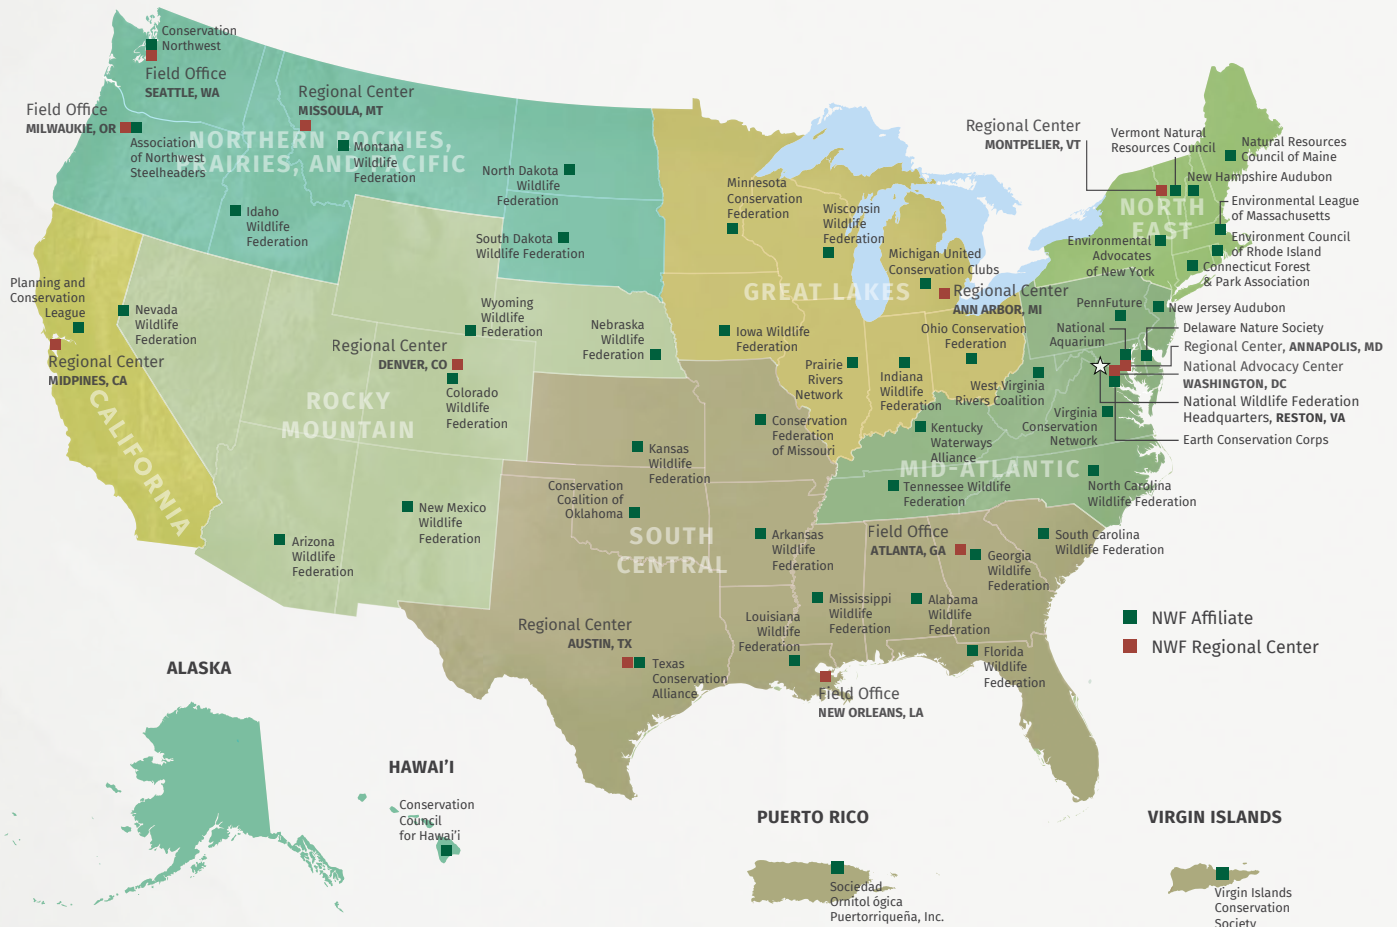 Conservation
Northwest
Field Office
SEATTLE, WA
Field Office
MILWAUKIE, OR
Association
of Northwest
Steelheaders
Regional Center
MISSOULA, MT
NORTHERN ROCKIES,
PRAIRIES, AND PACIFIC
Montana
Wildlife
Federation
Idaho
Wildlife
Federation
North Dakota
Wildlife
Federation
South Dakota
Wildlife Federation
Minnesota
Conservation
Federation
Wisconsin
Wildlife
Federation
Michigan United
Conservation Clubs
GREAT LAKES
Regional Center
ANN ARBOR, MI
Regional Center
MONTPELIER, VT
Vermont Natural
Resources Council
Natural Resources
Council of Maine
New Hampshire Audubon
NORTH
EAST
Environmental League
of Massachusetts
Environment Council
of Rhode Island
Connecticut Forest
& Park Association
Environmental
Advocates
of New York
Planning and
Conservation
League
Nevada
Wildlife
Federation
Regional Center
MIDPINES, CA
CALIFORNIA
Wyoming
Wildlife
Federation
Regional Center
DENVER, CO
Colorado
Wildlife
Federation
ROCKY
MOUNTAIN
Nebraska
Wildlife
Federation
Iowa Wildlife
Federation
Prairie
Rivers
Network
Indiana
Wildlife
Federation
Ohio Conservation
Federation
PennFuture
New Jersey Audubon
National
Aquarium
Delaware Nature Society
Regional Center, ANNAPOLIS, MD
National Advocacy Center
WASHINGTON, DC
National Wildlife Federation
Headquarters, RESTON, VA
Earth Conservation Corps
West Virginia
Rivers Coalition
Virginia
Conservation
Network
Kentucky
Waterways
Alliance
MID-ATLANTIC
Tennessee Wildlife
Federation
North Carolina
Wildlife Federation
Conservation
Federation
of Missouri
Kansas
Wildlife
Federation
Conservation
Coalition of
Oklahoma
SOUTH
CENTRAL
New Mexico
Wildlife
Federation
Arizona
Wildlife
Federation
Arkansas
Wildlife
Federation
Field Office
ATLANTA, GA
Georgia
Wildlife
Federation
South Carolina
Wildlife Federation
Mississippi
Wildlife
Federation
Alabama
Wildlife
Federation
Louisiana
Wildlife
Federation
Florida
Wildlife
Federation
Regional Center
AUSTIN, TX
Texas
Conservation
Alliance
Field Office
NEW ORLEANS, LA
NWF Affiliate
NWF Regional Center
ALASKA
HAWAI’I
Conservation
Council
for Hawai’i
PUERTO RICO
Sociedad
Ornitol ógica
Puertorriqueña, Inc.
VIRGIN ISLANDS
Virgin Islands
Conservation
Society